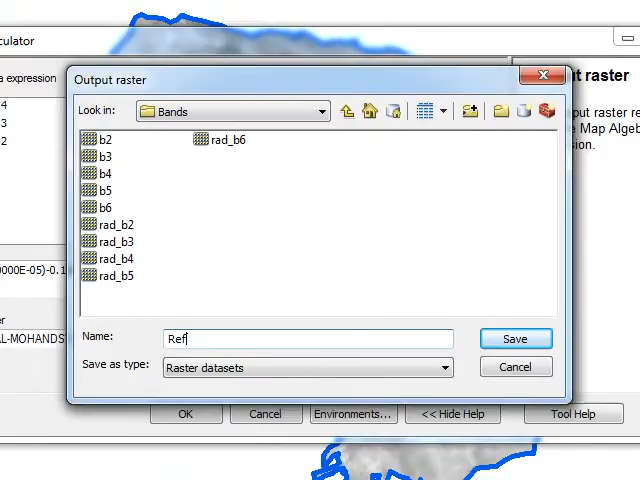 culator
a expression
4
3
2
0000E-05)-0.1
er
AL-MOHANDS
Output raster
Look in:
Bands
b2
b3
b4
b5
b6
rad_b2
rad_b3
rad_b4
rad_b5
rad_b6
Name:
Ref
Save
Save as type:
Raster datasets
Cancel
ut raster
put raster resu
e Map Algeb
sion.
OK
Cancel
Environments...
<< Hide Help
Tool Help